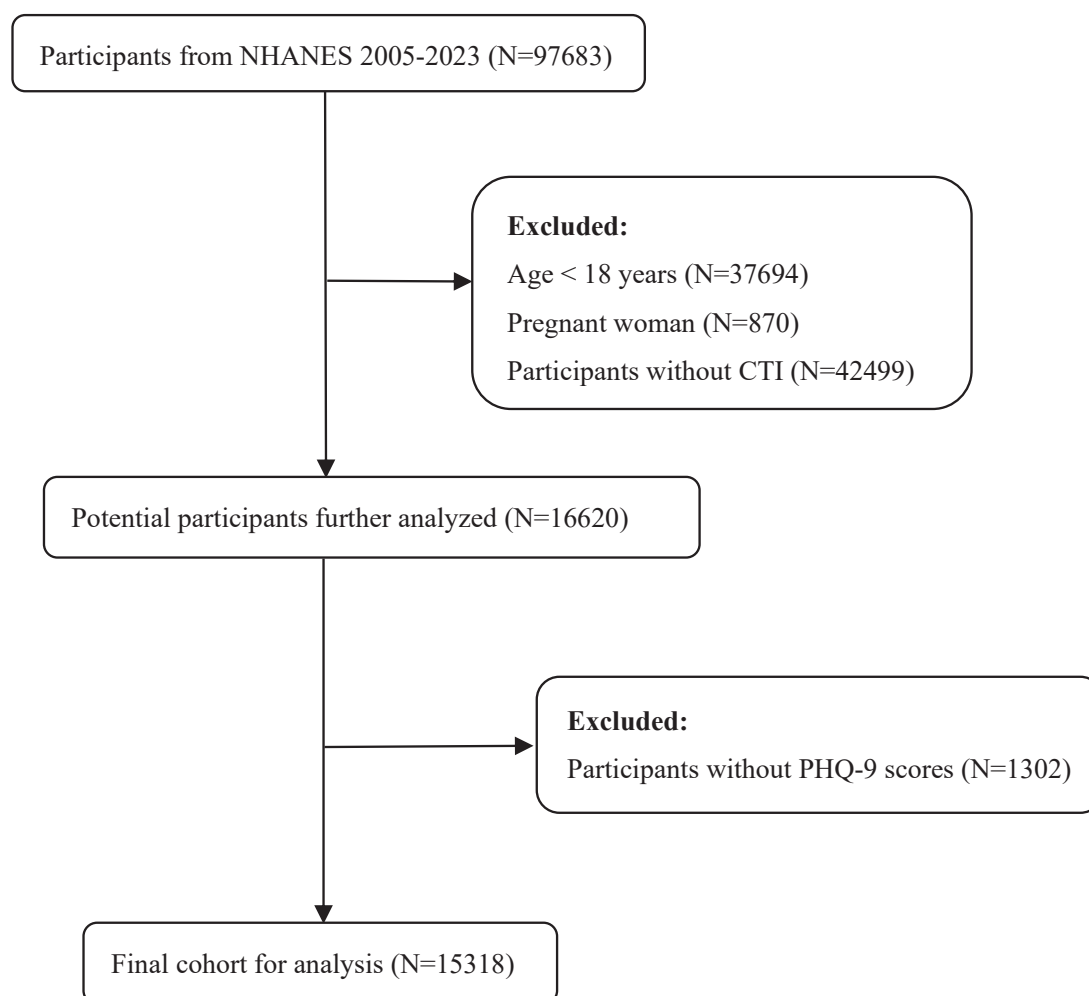 Participants from NHANES 2005-2023 (N=97683)
Excluded:
Age < 18 years (N=37694)
Pregnant woman (N=870)
Participants without CTI (N=42499)
Potential participants further analyzed (N=16620)
Excluded:
Participants without PHQ-9 scores (N=1302)
Final cohort for analysis (N=15318)